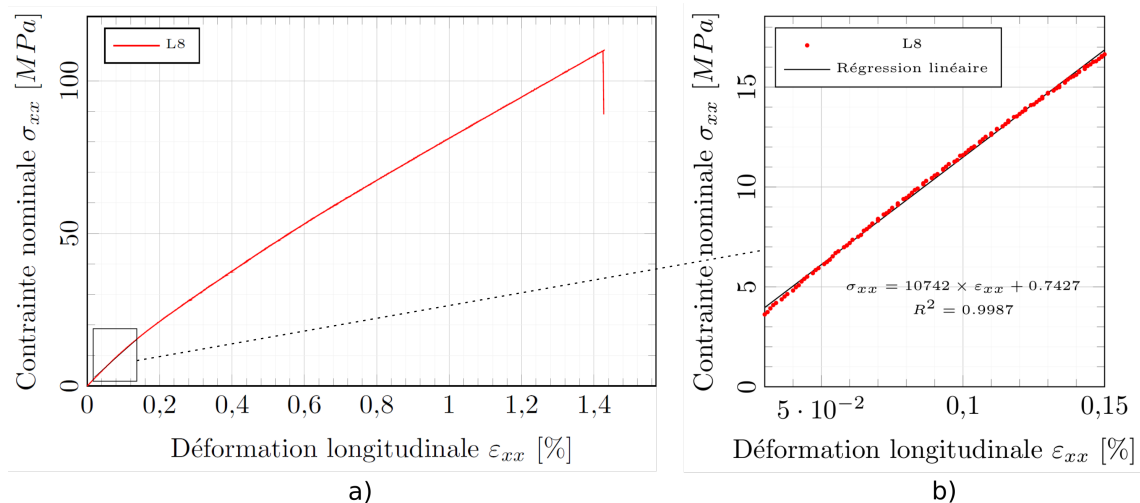 L8
Contrainte nominale σxx [MPa]
100
50
0
0 0,2 0,4 0,6 0,8 1 1,2 1,4
Déformation longitudinale εxx [%]
a)
L8
Régression linéaire
Contrainte nominale σxx [MPa]
15
10
5
0
σxx = 10742 × εxx + 0.7427
R² = 0.9987
5 · 10⁻² 0,1 0,15
Déformation longitudinale εxx [%]
b)